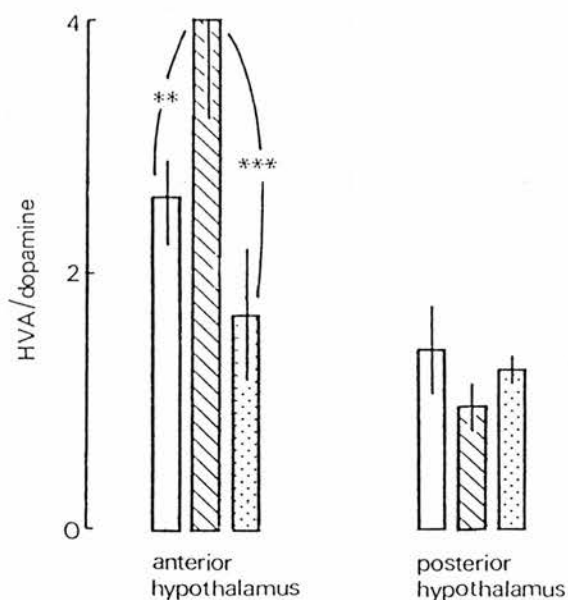 4
**
***
HVA/dopamine
2
0
anterior
hypothalamus
posterior
hypothalamus